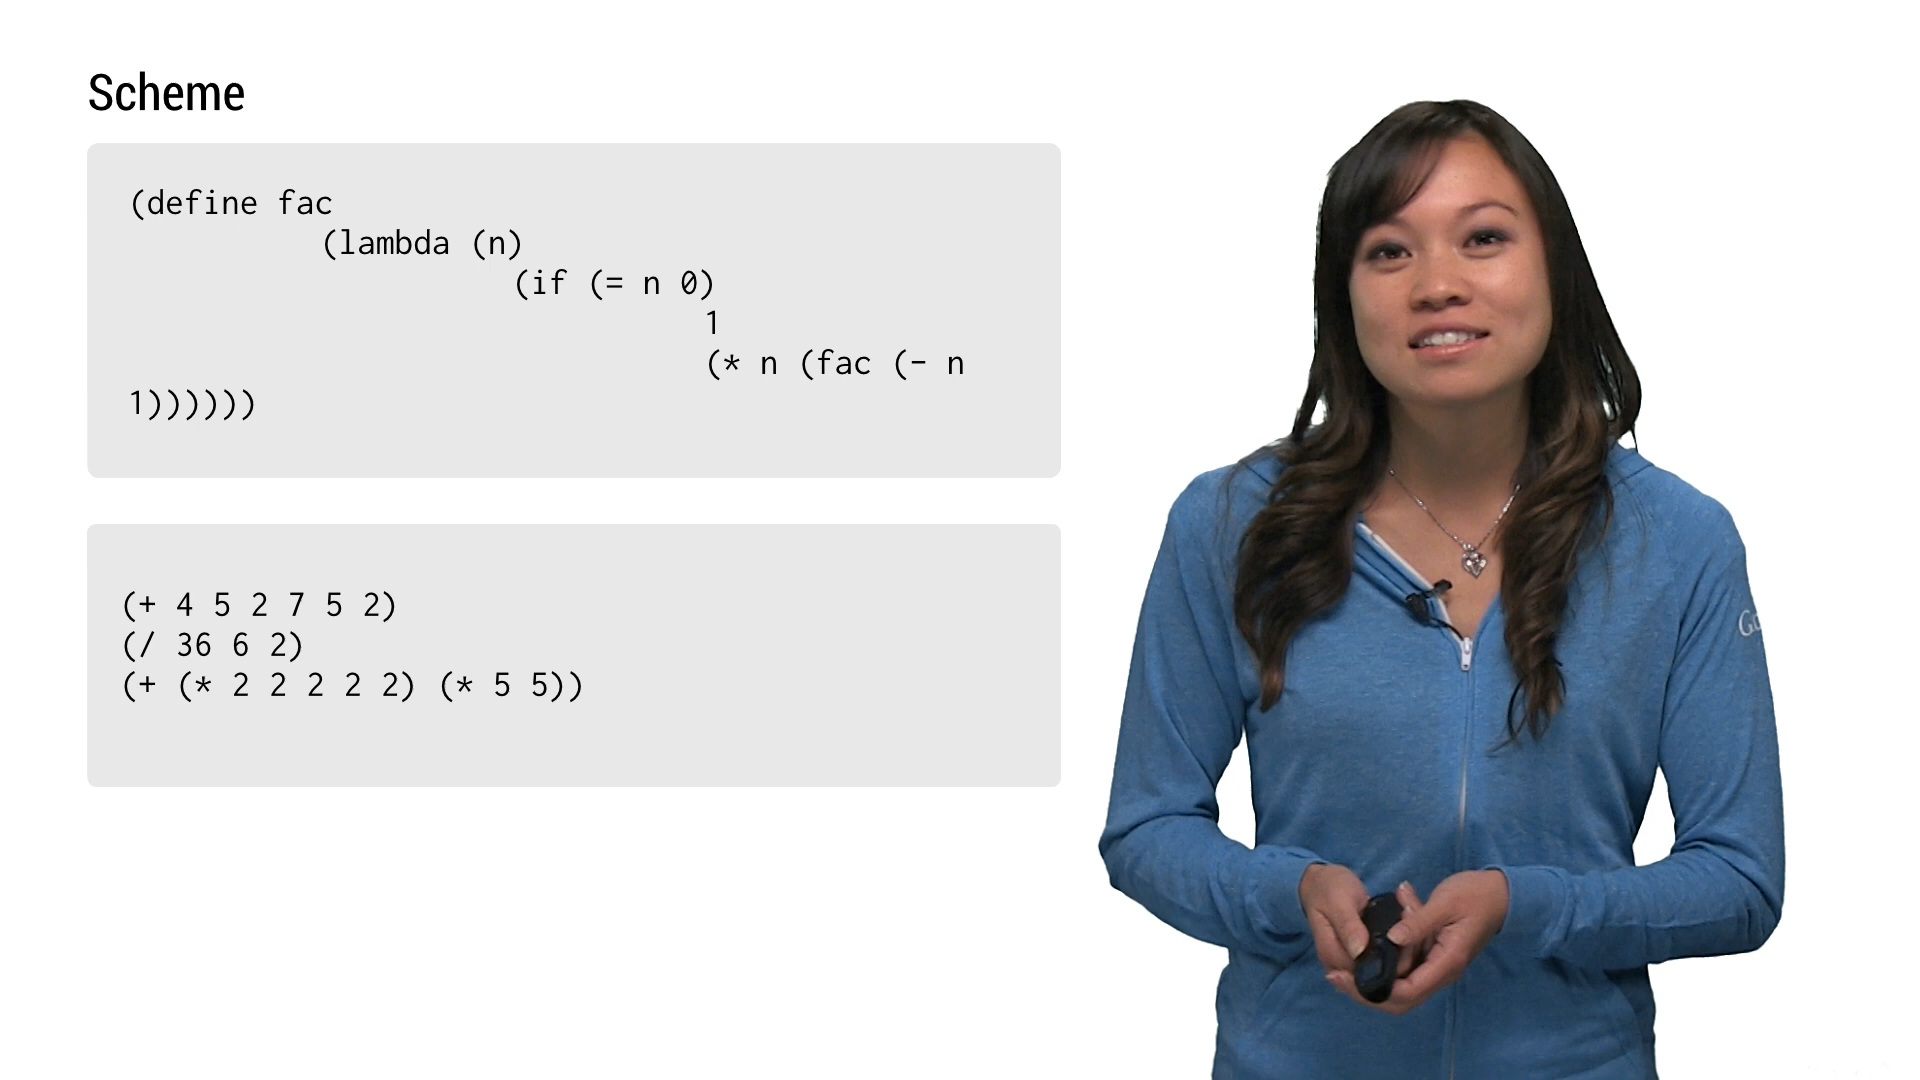 Scheme
(define fac
(lambda (n)
(if (= n 0)
1
(* n (fac (- n
1))))))
(+ 4 5 2 7 5 2)
(/ 36 6 2)
(+ (* 2 2 2 2 2) (* 5 5))